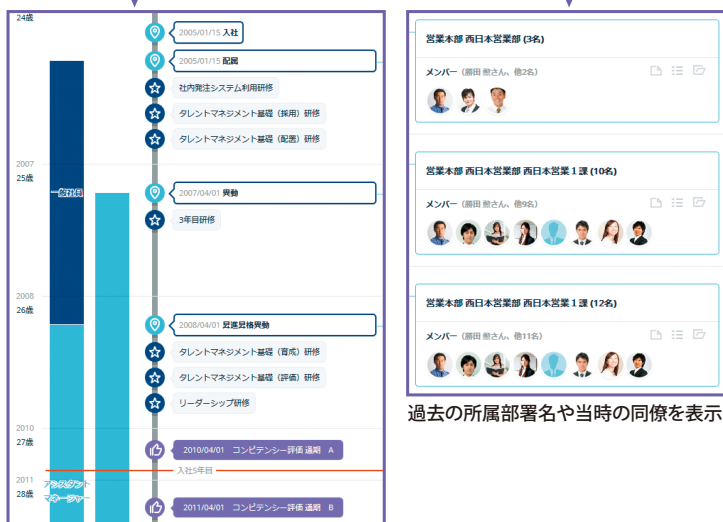 24歳
2005/01/15 入社
2005/01/15 配属
社内発注システム利用研修
タレントマネジメント基礎（採用）研修
タレントマネジメント基礎（配置）研修
2007
25歳
一般社員
2007/04/01 異動
3年目研修
2008
26歳
2008/04/01 昇進昇格異動
タレントマネジメント基礎（育成）研修
タレントマネジメント基礎（評価）研修
リーダーシップ研修
2010
27歳
2010/04/01 コンピテンシー評価 通期 A
入社5年目
2011
28歳
アシスタント
マネージャー
2011/04/01 コンピテンシー評価 通期 B
営業本部 西日本営業部 (3名)
メンバー（勝田 勲さん、他2名）
営業本部 西日本営業部 西日本営業１課 (10名)
メンバー（勝田 勲さん、他9名）
営業本部 西日本営業部 西日本営業１課 (12名)
メンバー（勝田 勲さん、他11名）
過去の所属部署名や当時の同僚を表示